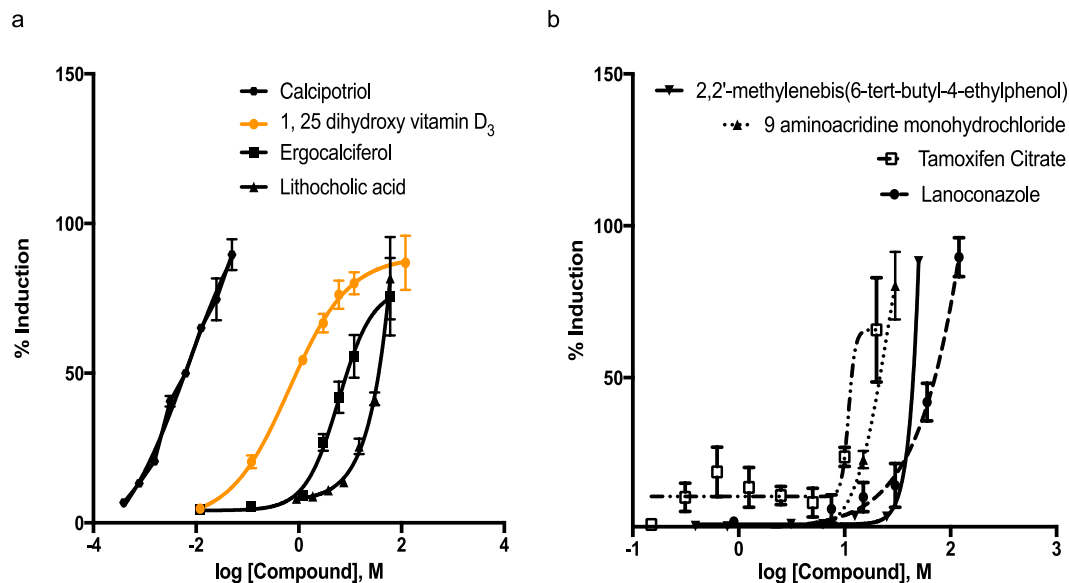 a
150
100
50
0
% Induction
Calcipotriol
1, 25 dihydroxy vitamin D3
Ergocalciferol
Lithocholic acid
-4
-2
0
2
4
log [Compound], M
b
150
100
50
0
% Induction
2,2'-methylenebis(6-tert-butyl-4-ethylphenol)
9 aminoacridine monohydrochloride
Tamoxifen Citrate
Lanoconazole
-1
0
1
2
3
log [Compound], M